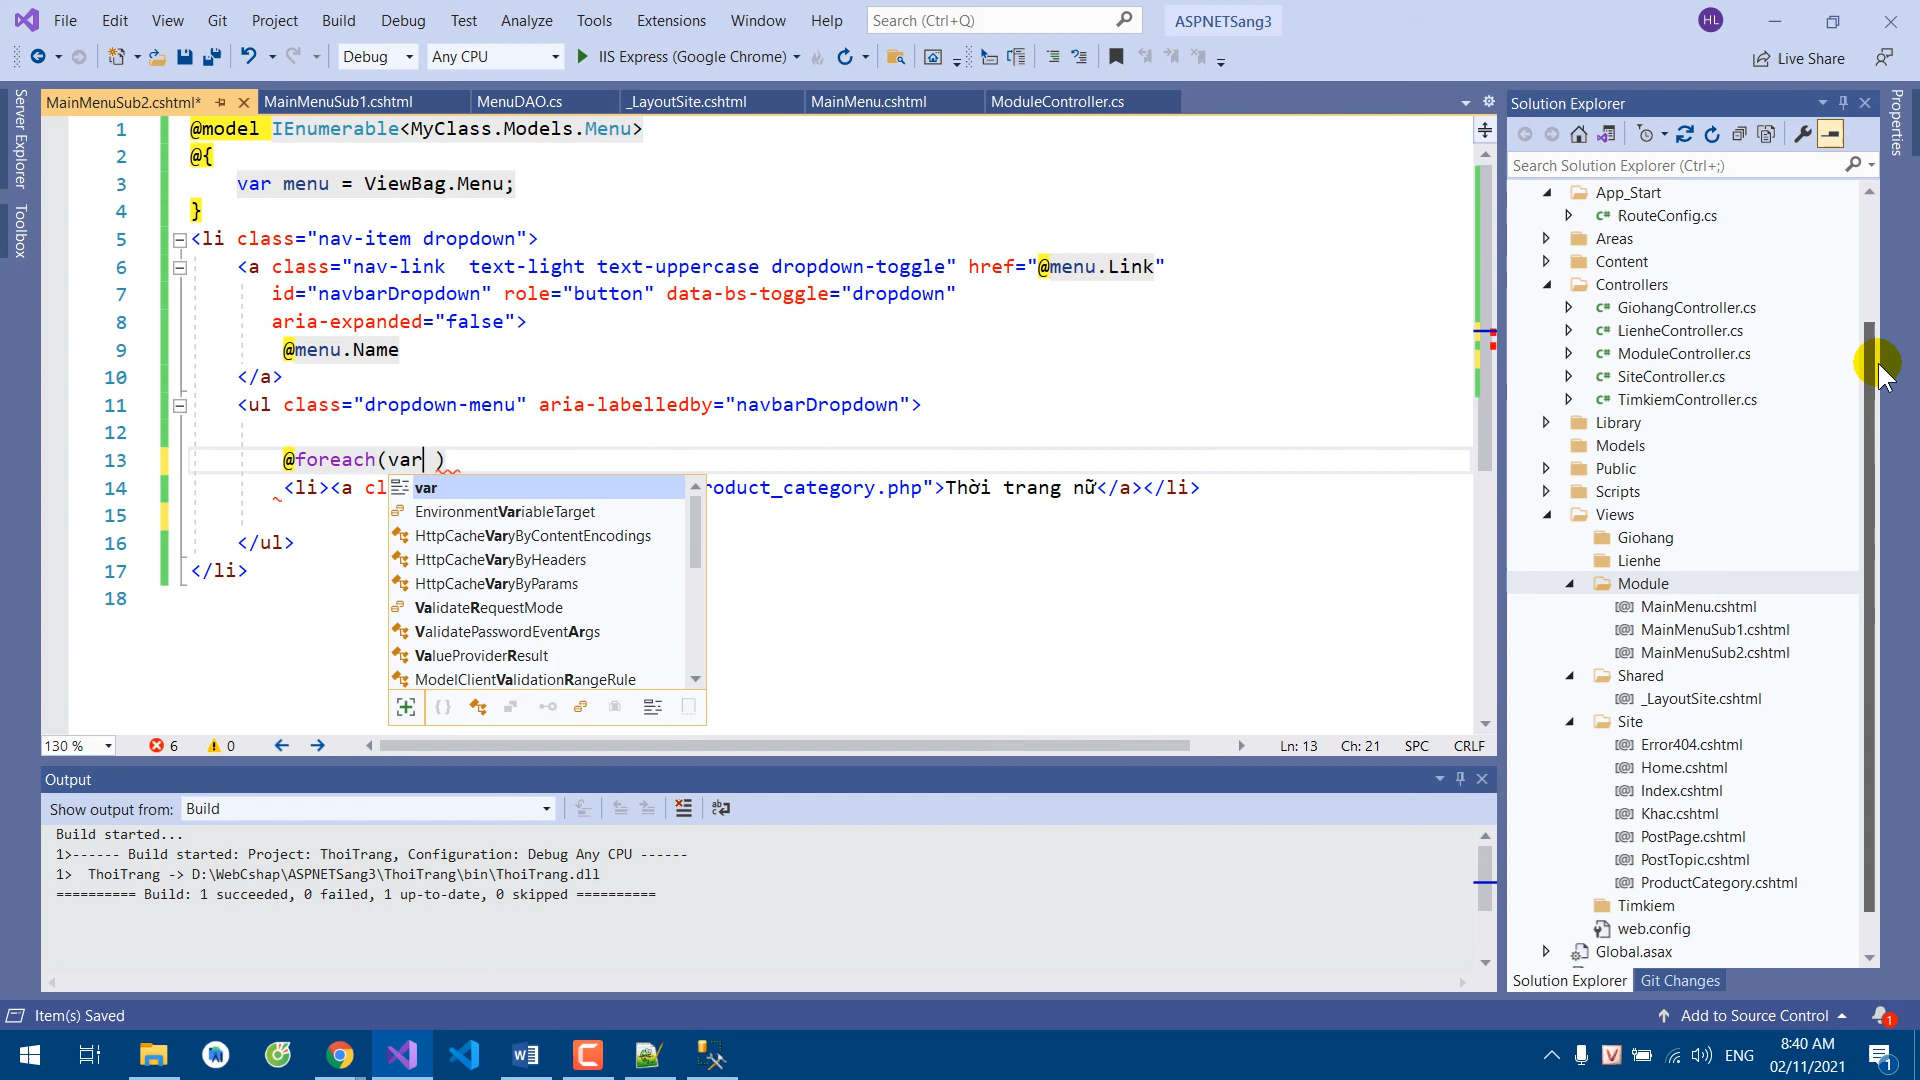 File Edit View Git Project Build Debug Test Analyze Tools Extensions Window Help Search (Ctrl+Q) ASPNETSang3 HL
Debug Any CPU IIS Express (Google Chrome) Live Share
MainMenuSub2.cshtml* MainMenuSub1.cshtml MenuDAO.cs _LayoutSite.cshtml MainMenu.cshtml ModuleController.cs
Server Explorer
Toolbox
1 @model IEnumerable<MyClass.Models.Menu>
2 @{
3 var menu = ViewBag.Menu;
4 }
5 <li class="nav-item dropdown">
6 <a class="nav-link  text-light text-uppercase dropdown-toggle" href="@menu.Link"
7 id="navbarDropdown" role="button" data-bs-toggle="dropdown"
8 aria-expanded="false">
9 @menu.Name
10 </a>
11 <ul class="dropdown-menu" aria-labelledby="navbarDropdown">
12
13 @foreach(var )
14 <li><a cl roduct_category.php">Thời trang nữ</a></li>
15
16 </ul>
17 </li>
18
var
EnvironmentVariableTarget
HttpCacheVaryByContentEncodings
HttpCacheVaryByHeaders
HttpCacheVaryByParams
ValidateRequestMode
ValidatePasswordEventArgs
ValueProviderResult
ModelClientValidationRangeRule
130 % 6 0 Ln: 13 Ch: 21 SPC CRLF
Output
Show output from: Build
Build started...
1>------ Build started: Project: ThoiTrang, Configuration: Debug Any CPU ------
1>  ThoiTrang -> D:\WebCshap\ASPNETSang3\ThoiTrang\bin\ThoiTrang.dll
========== Build: 1 succeeded, 0 failed, 1 up-to-date, 0 skipped ==========
Solution Explorer
Properties
Search Solution Explorer (Ctrl+;)
App_Start
C# RouteConfig.cs
Areas
Content
Controllers
C# GiohangController.cs
C# LienheController.cs
C# ModuleController.cs
C# SiteController.cs
C# TimkiemController.cs
Library
Models
Public
Scripts
Views
Giohang
Lienhe
Module
MainMenu.cshtml
MainMenuSub1.cshtml
MainMenuSub2.cshtml
Shared
_LayoutSite.cshtml
Site
Error404.cshtml
Home.cshtml
Index.cshtml
Khac.cshtml
PostPage.cshtml
PostTopic.cshtml
ProductCategory.cshtml
Timkiem
web.config
Global.asax
Solution Explorer Git Changes
Item(s) Saved Add to Source Control 1
ENG 8:40 AM
02/11/2021
1